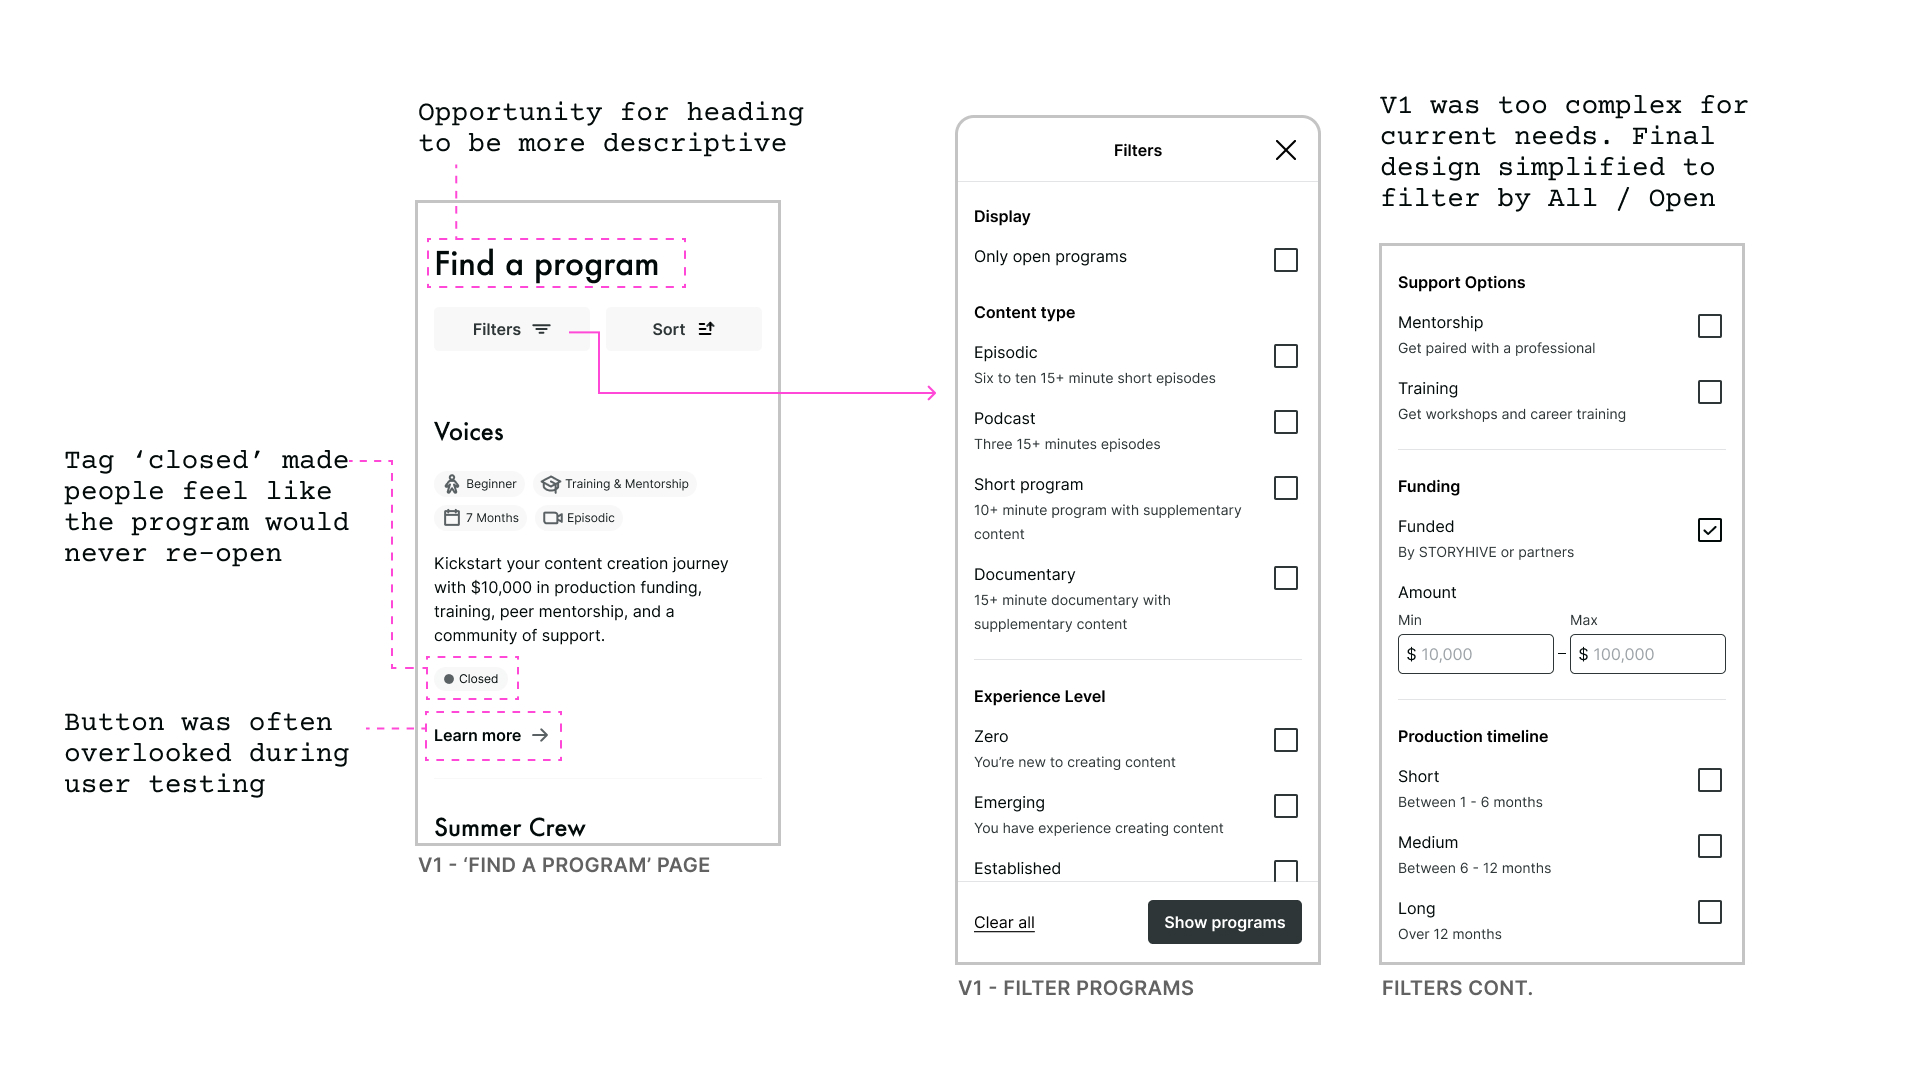 Opportunity for heading
to be more descriptive
Find a program
Filters
Sort
Voices
Beginner
Training & Mentorship
7 Months
Episodic
Kickstart your content creation journey
with $10,000 in production funding,
training, peer mentorship, and a
community of support.
Closed
Learn more
Summer Crew
V1 - ‘FIND A PROGRAM’ PAGE
Tag ‘closed’ made
people feel like
the program would
never re-open
Button was often
overlooked during
user testing
Filters
Display
Only open programs
Content type
Episodic
Six to ten 15+ minute short episodes
Podcast
Three 15+ minutes episodes
Short program
10+ minute program with supplementary
content
Documentary
15+ minute documentary with
supplementary content
Experience Level
Zero
You’re new to creating content
Emerging
You have experience creating content
Established
Clear all
Show programs
V1 - FILTER PROGRAMS
V1 was too complex for
current needs. Final
design simplified to
filter by All / Open
Support Options
Mentorship
Get paired with a professional
Training
Get workshops and career training
Funding
Funded
By STORYHIVE or partners
Amount
Min
Max
$ 10,000 – $ 100,000
Production timeline
Short
Between 1 - 6 months
Medium
Between 6 - 12 months
Long
Over 12 months
FILTERS CONT.